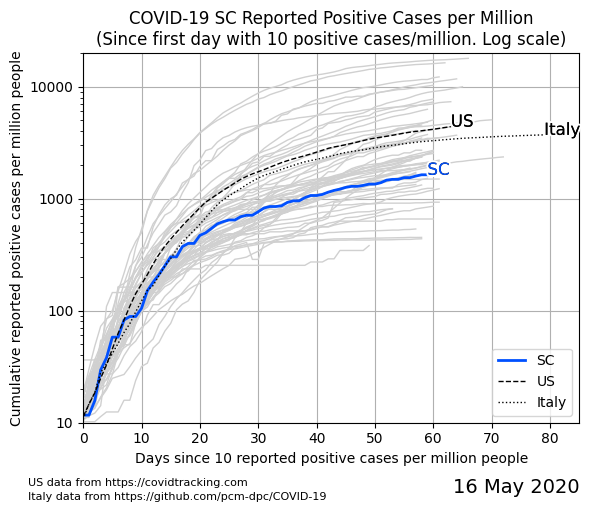 COVID-19 SC Reported Positive Cases per Million
(Since first day with 10 positive cases/million. Log scale)
Cumulative reported positive cases per million people
10000
1000
100
10
US
Italy
SC
SC
US
Italy
0 10 20 30 40 50 60 70 80
Days since 10 reported positive cases per million people
US data from https://covidtracking.com
Italy data from https://github.com/pcm-dpc/COVID-19
16 May 2020